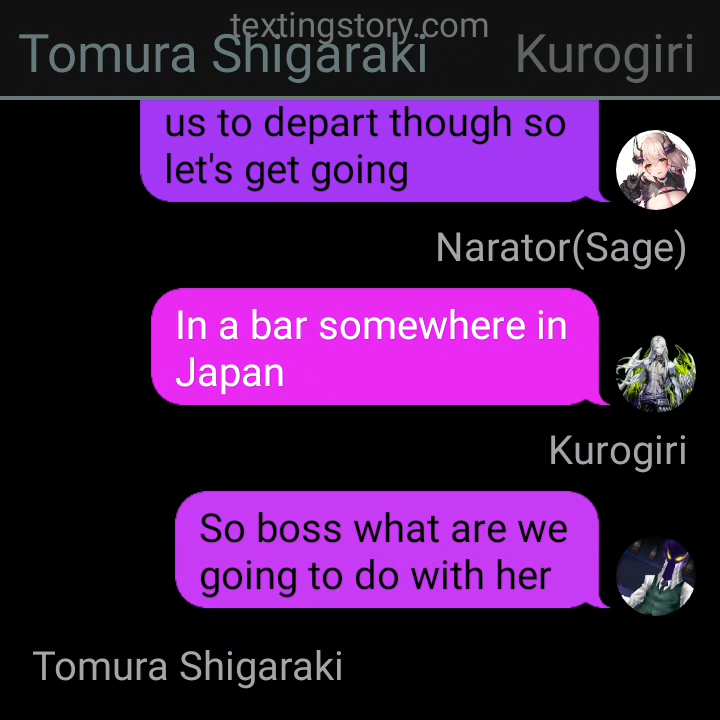 textingstory.com
Tomura Shigaraki Kurogiri
us to depart though so
let's get going
Narator(Sage)
In a bar somewhere in
Japan
Kurogiri
So boss what are we
going to do with her
Tomura Shigaraki